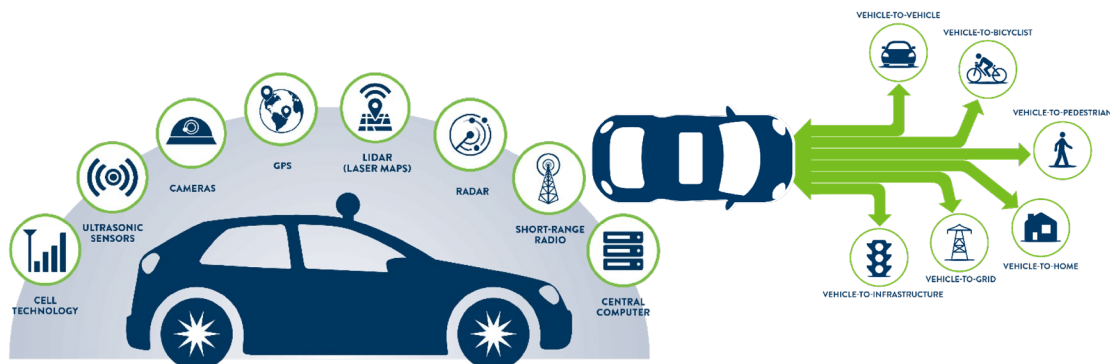 CELL
TECHNOLOGY
ULTRASONIC
SENSORS
CAMERAS
GPS
LIDAR
(LASER MAPS)
RADAR
SHORT-RANGE
RADIO
CENTRAL
COMPUTER
VEHICLE-TO-VEHICLE
VEHICLE-TO-BICYCLIST
VEHICLE-TO-PEDESTRIAN
VEHICLE-TO-HOME
VEHICLE-TO-GRID
VEHICLE-TO-INFRASTRUCTURE